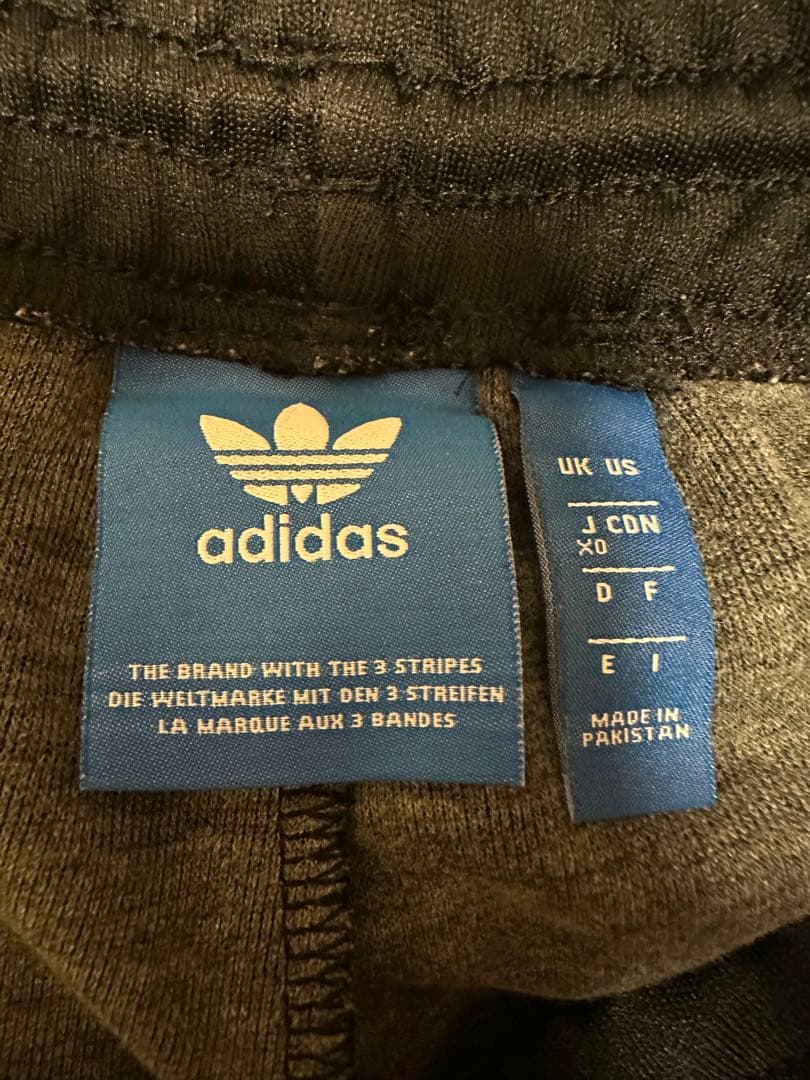 adidas
THE BRAND WITH THE 3 STRIPES
DIE WELTMARKE MIT DEN 3 STREIFEN
LA MARQUE AUX 3 BANDES
UK US
J CDN
XO
D F
E I
MADE IN
PAKISTAN